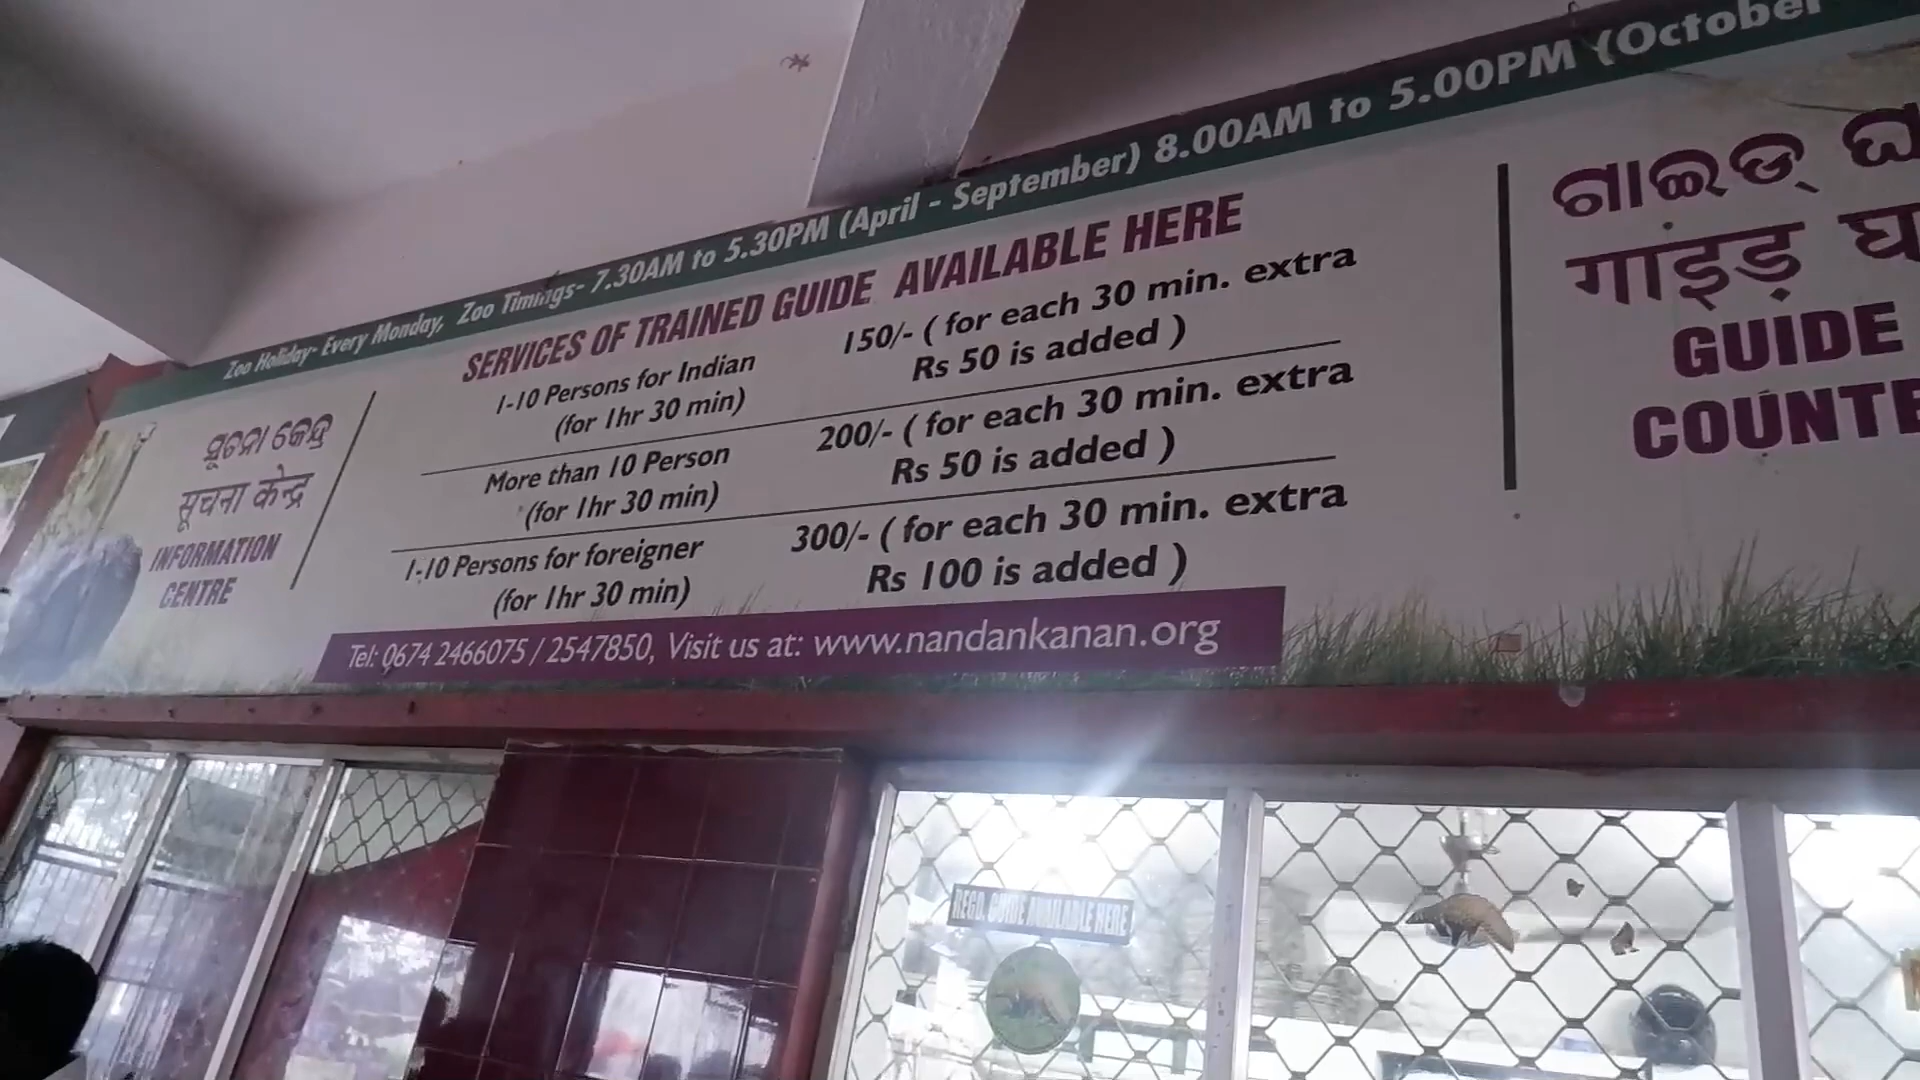 Zoo Holiday- Every Monday, Zoo Timings- 7.30AM to 5.30PM (April - September) 8.00AM to 5.00PM (October
ସୂଚନା କେନ୍ଦ୍ର
सूचना केन्द्र
INFORMATION
CENTRE
SERVICES OF TRAINED GUIDE AVAILABLE HERE
1-10 Persons for Indian
(for 1hr 30 min)
150/- ( for each 30 min. extra
Rs 50 is added )
More than 10 Person
(for 1hr 30 min)
200/- ( for each 30 min. extra
Rs 50 is added )
1-10 Persons for foreigner
(for 1hr 30 min)
300/- ( for each 30 min. extra
Rs 100 is added )
Tel: 0674 2466075 / 2547850, Visit us at: www.nandankanan.org
ଗାଇଡ୍
गाइड़
GUIDE
COUNTE
REGD. GUIDE AVAILABLE HERE